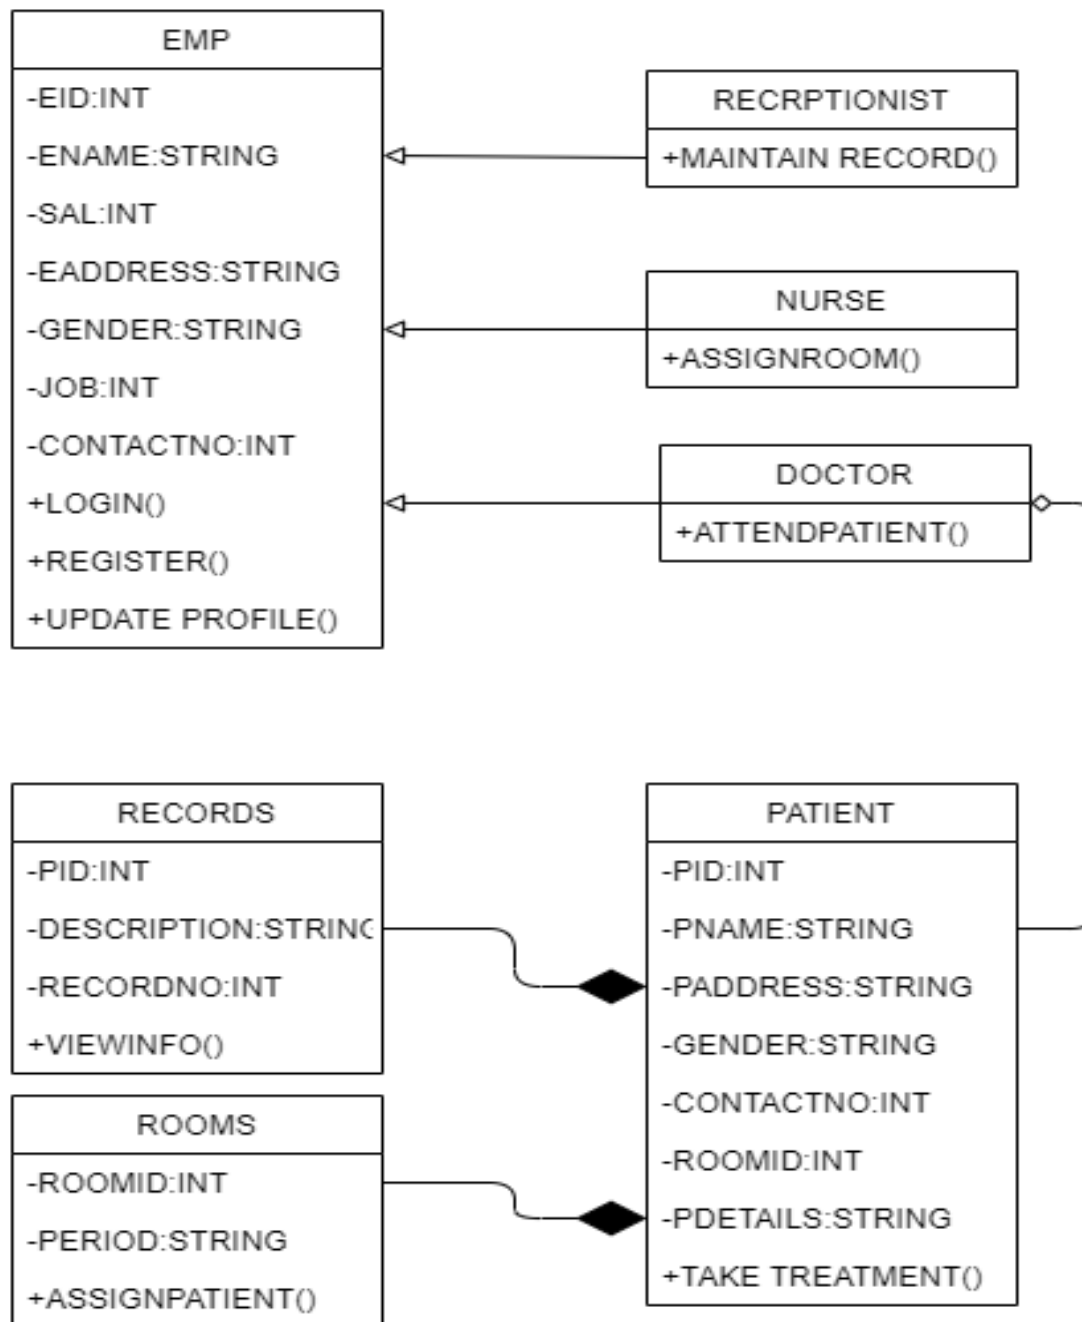 EMP
-EID:INT
-ENAME:STRING
-SAL:INT
-EADDRESS:STRING
-GENDER:STRING
-JOB:INT
-CONTACTNO:INT
+LOGIN()
+REGISTER()
+UPDATE PROFILE()
RECRPTIONIST
+MAINTAIN RECORD()
NURSE
+ASSIGNROOM()
DOCTOR
+ATTENDPATIENT()
RECORDS
-PID:INT
-DESCRIPTION:STRING
-RECORDNO:INT
+VIEWINFO()
ROOMS
-ROOMID:INT
-PERIOD:STRING
+ASSIGNPATIENT()
PATIENT
-PID:INT
-PNAME:STRING
-PADDRESS:STRING
-GENDER:STRING
-CONTACTNO:INT
-ROOMID:INT
-PDETAILS:STRING
+TAKE TREATMENT()